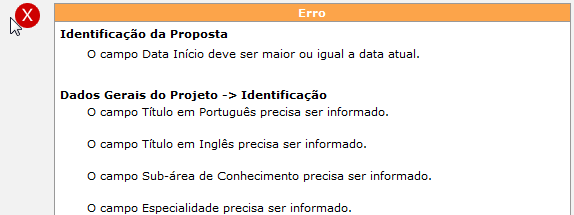 X
Erro
Identificação da Proposta
O campo Data Início deve ser maior ou igual a data atual.
Dados Gerais do Projeto -> Identificação
O campo Título em Português precisa ser informado.
O campo Título em Inglês precisa ser informado.
O campo Sub-área de Conhecimento precisa ser informado.
O campo Especialidade precisa ser informado.